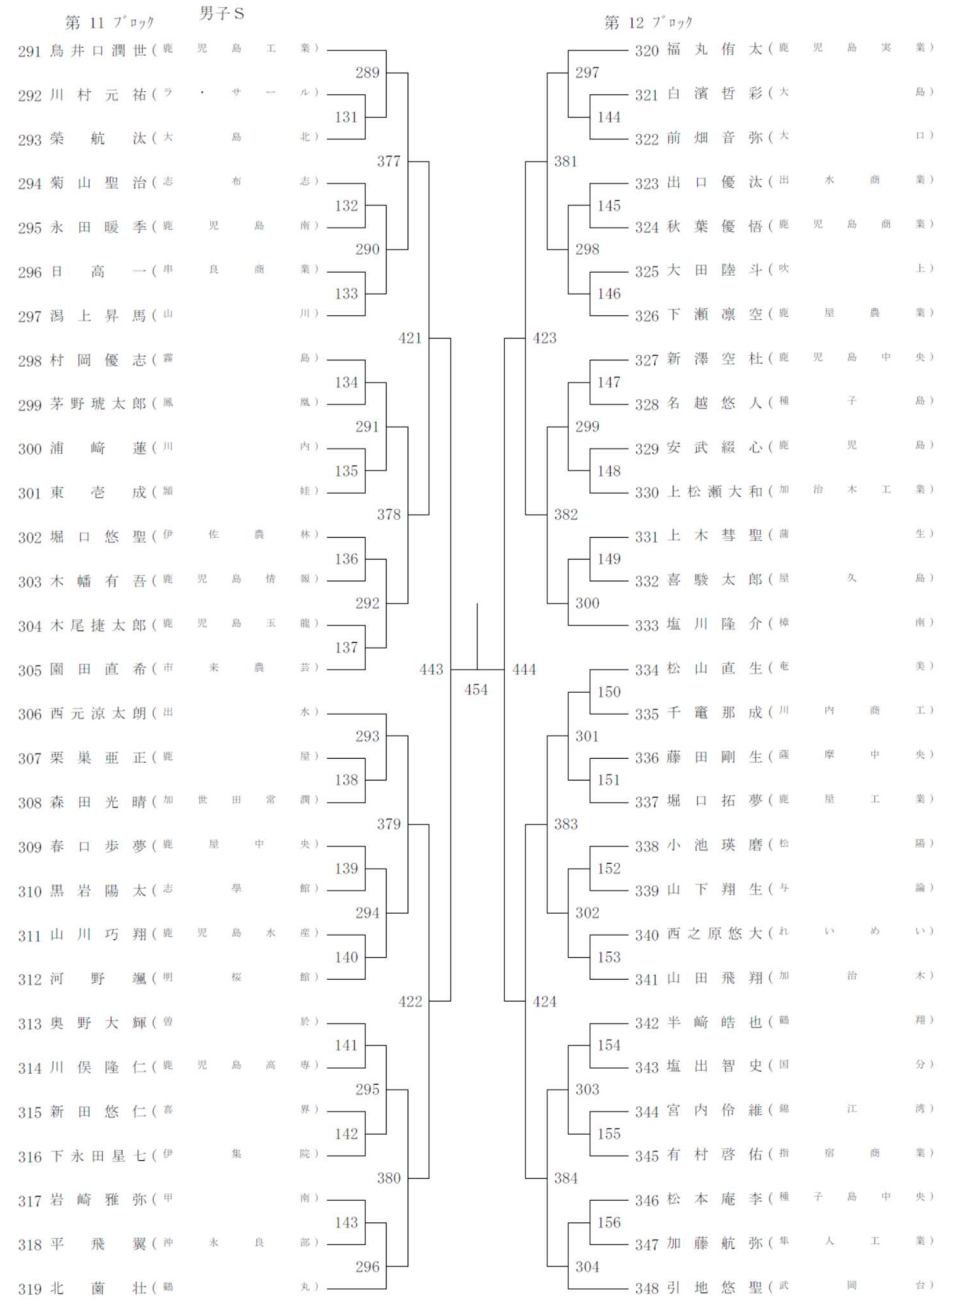 男子Ｓ
第 11 ﾌﾞﾛｯｸ
291 鳥井口潤世(鹿児島工業)
292 川村元祐(ラ・サール)
293 榮航汰(大島北)
294 菊山聖治(志布志)
295 永田暖季(鹿児島南)
296 日高一(串良商業)
297 潟上昇馬(山川)
298 村岡優志(霧島)
299 茅野琥太郎(鳳凰)
300 浦﨑蓮(川内)
301 東壱成(頴娃)
302 堀口悠聖(伊佐農林)
303 木幡有吾(鹿児島情報)
304 木尾捷太郎(鹿児島玉龍)
305 園田直希(市来農芸)
306 西元涼太朗(出水)
307 栗巣亜正(鹿屋)
308 森田光晴(加世田常潤)
309 春口歩夢(鹿屋中央)
310 黒岩陽太(志學館)
311 山川巧翔(鹿児島水産)
312 河野颯(明桜館)
313 奥野大輝(曽於)
314 川俣隆仁(鹿児島高専)
315 新田悠仁(喜界)
316 下永田星七(伊集院)
317 岩崎雅弥(甲南)
318 平飛翼(沖永良部)
319 北薗壮(鶴丸)
289
131
377
132
290
133
421
134
291
135
378
136
292
137
443
293
138
379
139
294
140
422
141
295
142
380
143
296
454
第 12 ﾌﾞﾛｯｸ
320 福丸侑太(鹿児島実業)
321 白濱哲彩(大島)
322 前畑音弥(大口)
323 出口優汰(出水商業)
324 秋葉優悟(鹿児島商業)
325 大田陸斗(吹上)
326 下瀬凛空(鹿屋農業)
327 新澤空杜(鹿児島中央)
328 名越悠人(種子島)
329 安武綴心(鹿児島)
330 上松瀬大和(加治木工業)
331 上木彗聖(蒲生)
332 喜駿太郎(屋久島)
333 塩川隆介(樟南)
334 松山直生(奄美)
335 千竃那成(川内商工)
336 藤田剛生(薩摩中央)
337 堀口拓夢(鹿屋工業)
338 小池瑛磨(松陽)
339 山下翔生(与論)
340 西之原悠大(れいめい)
341 山田飛翔(加治木)
342 半﨑皓也(鶴翔)
343 塩出智史(国分)
344 宮内伶維(錦江湾)
345 有村啓佑(指宿商業)
346 松本庵李(種子島中央)
347 加藤航弥(隼人工業)
348 引地悠聖(武岡台)
297
144
381
145
298
146
423
147
299
148
382
149
300
444
150
301
151
383
152
302
153
424
154
303
155
384
156
304